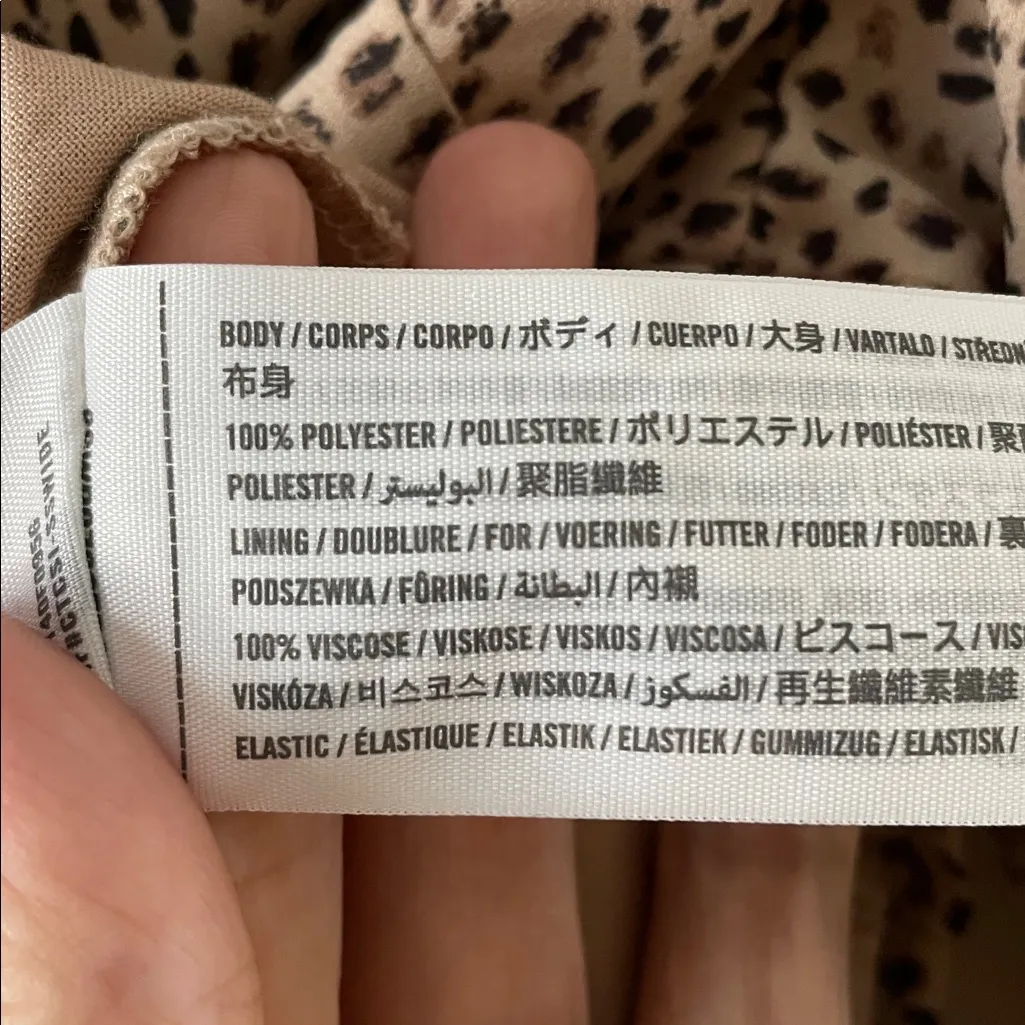 BODY / CORPS / CORPO / ボディ / CUERPO / 大身 / VARTALO / STŘEDN
布身
100% POLYESTER / POLIESTERE / ポリエステル / POLIÉSTER / 聚
POLIESTER / البوليستر / 聚脂纖維
LINING / DOUBLURE / FOR / VOERING / FUTTER / FODER / FODERA / 裏
PODSZEWKA / FÔRING / البطانة / 內襯
100% VISCOSE / VISKOSE / VISKOS / VISCOSA / ビスコース / VIS
VISKÓZA / 비스코스 / WISKOZA / الفسكوز / 再生纖維素纖維
ELASTIC / ÉLASTIQUE / ELASTIK / ELASTIEK / GUMMIZUG / ELASTISK /